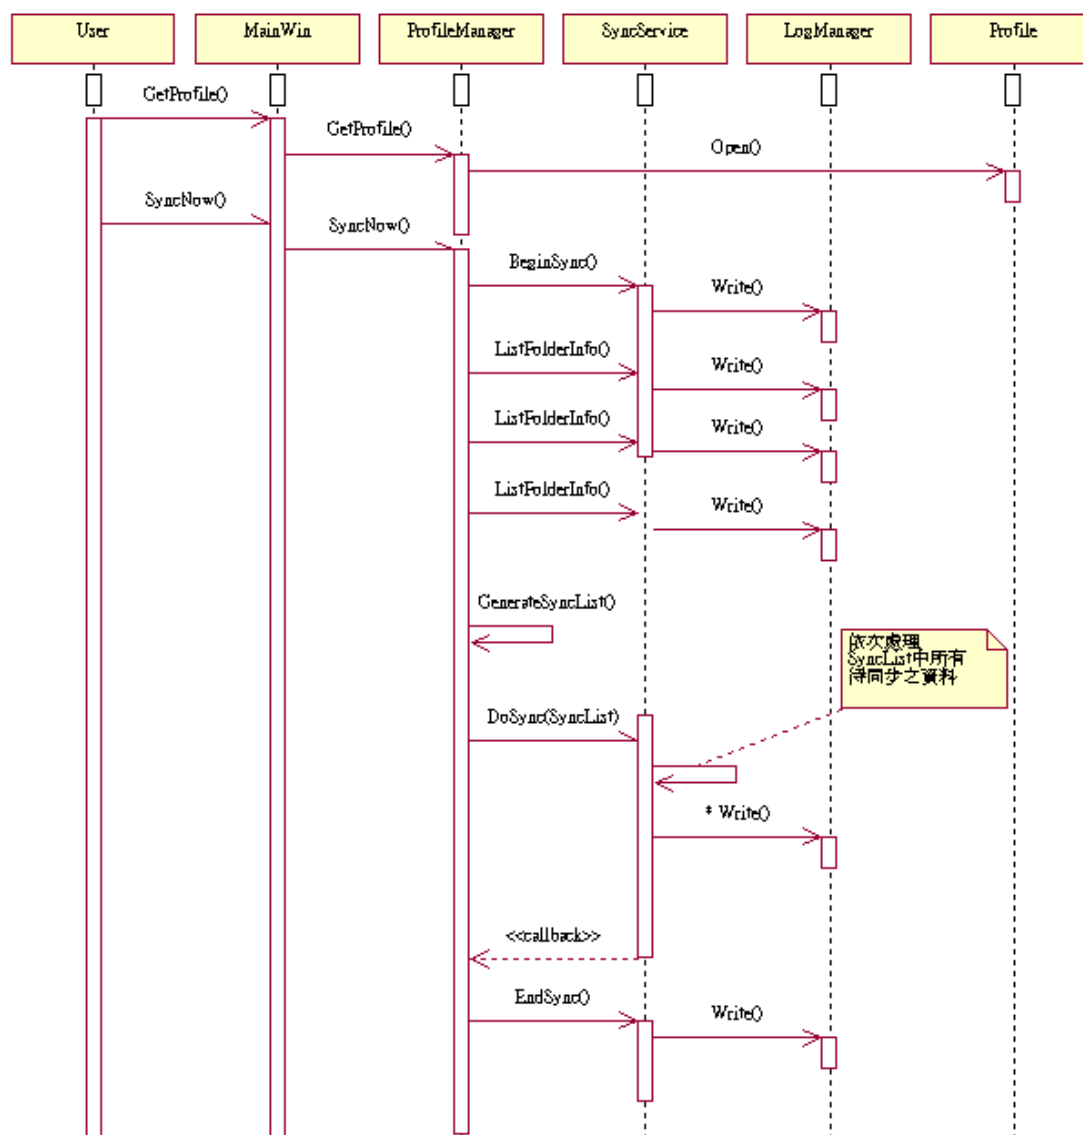 User
MainWin
ProfileManager
SyncService
LogManager
Profile
GetProfile()
GetProfile()
Open()
SyncNow()
SyncNow()
BeginSync()
Write()
ListFolderInfo()
Write()
ListFolderInfo()
Write()
ListFolderInfo()
Write()
GenerateSyncList()
依次處理
SyncList中所有
待同步之資料
DoSync(SyncList)
* Write()
<<callback>>
EndSync()
Write()